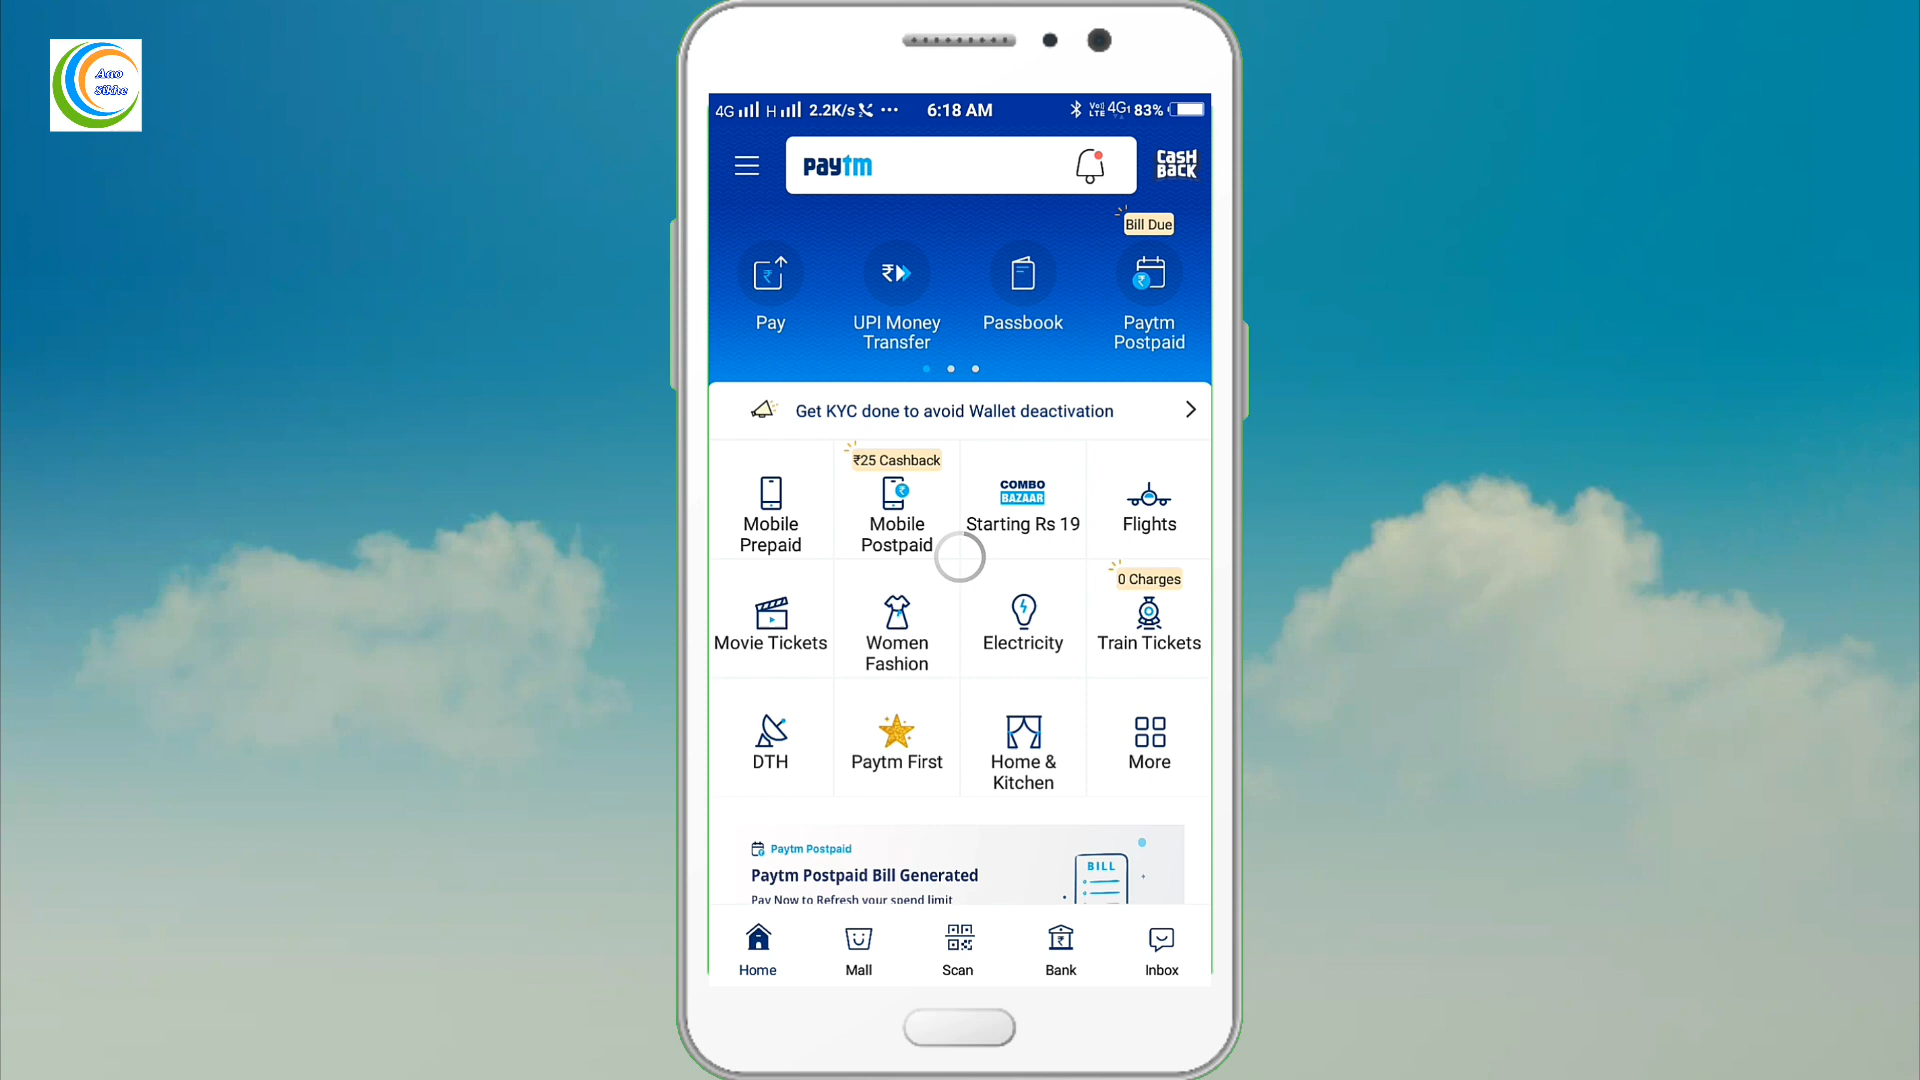 Aao
Sikhe
4G H 2.2K/s 6:18 AM VoLTE 4G 83%
paytm
CASH
BACK
Bill Due
Pay
UPI Money
Transfer
Passbook
Paytm
Postpaid
Get KYC done to avoid Wallet deactivation
₹25 Cashback
Mobile
Prepaid
Mobile
Postpaid
COMBO
BAZAAR
Starting Rs 19
Flights
0 Charges
Movie Tickets
Women
Fashion
Electricity
Train Tickets
DTH
Paytm First
Home &
Kitchen
More
Paytm Postpaid
Paytm Postpaid Bill Generated
Pay Now to Refresh your spend limit
BILL
Home
Mall
Scan
Bank
Inbox